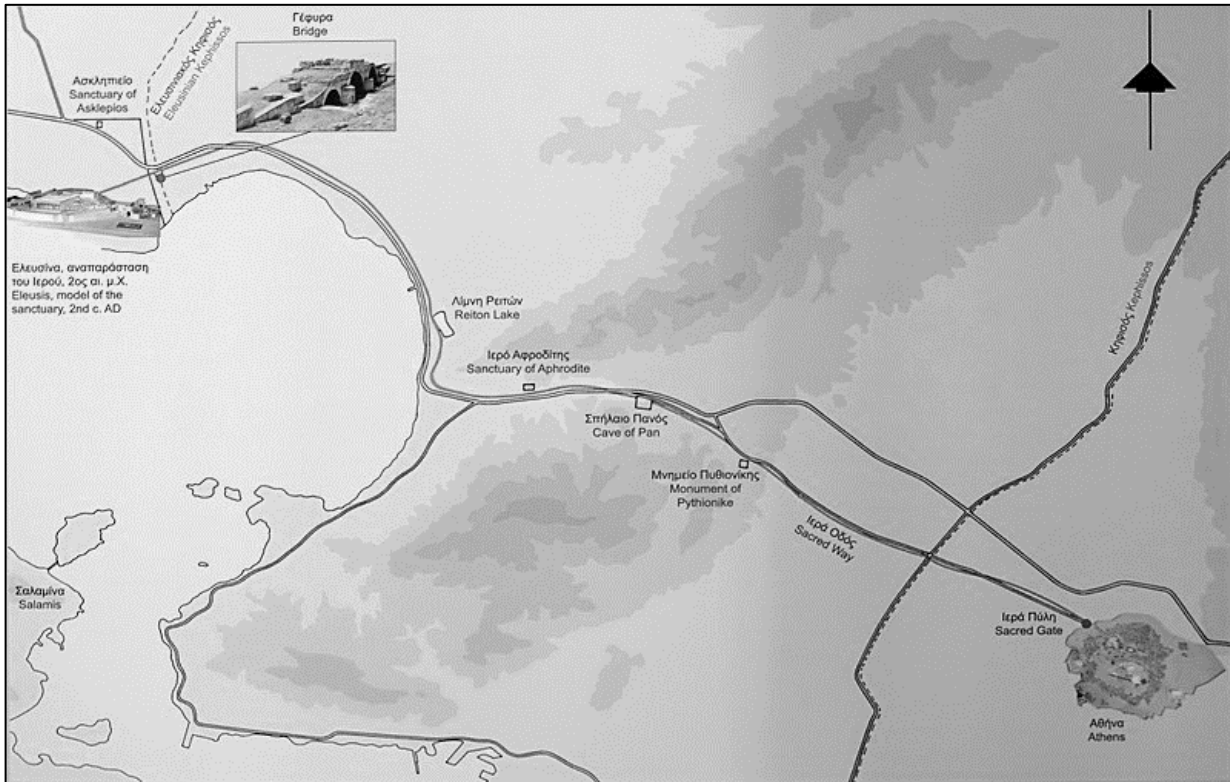 Γέφυρα
Bridge
Ασκληπιείο
Sanctuary of
Asklepios
Ελευσινιακός Κηφισός
Eleusinian Kephissos
Ελευσίνα, αναπαράσταση
του Ιερού, 2ος αι. μ.Χ.
Eleusis, model of the
sanctuary, 2nd c. AD
Λίμνη Ρειτών
Reiton Lake
Ιερό Αφροδίτης
Sanctuary of Aphrodite
Σπήλαιο Πανός
Cave of Pan
Μνημείο Πυθιονίκης
Monument of
Pythionike
Ιερά Οδός
Sacred Way
Κηφισός Kephissos
Σαλαμίνα
Salamis
Ιερά Πύλη
Sacred Gate
Αθήνα
Athens